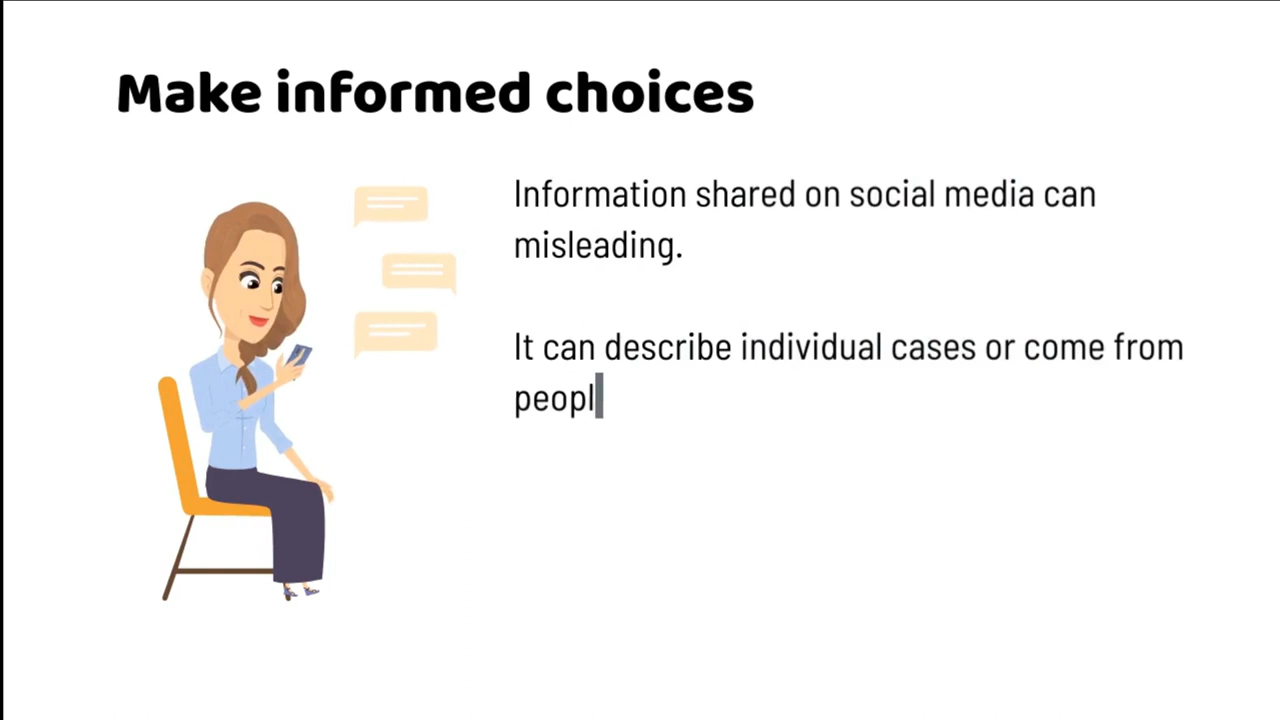 Make informed choices
Information shared on social media can
misleading.
It can describe individual cases or come from
peopl